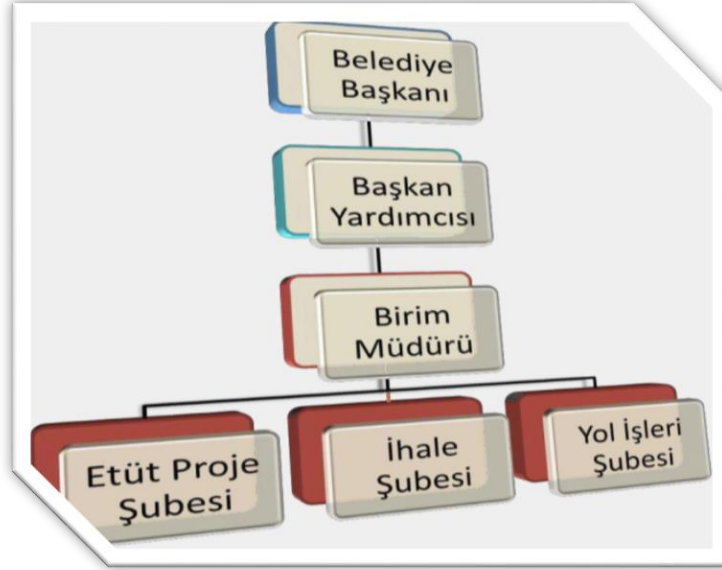 Belediye
Başkanı
Başkan
Yardımcısı
Birim
Müdürü
Etüt Proje
Şubesi
İhale
Şubesi
Yol İşleri
Şubesi